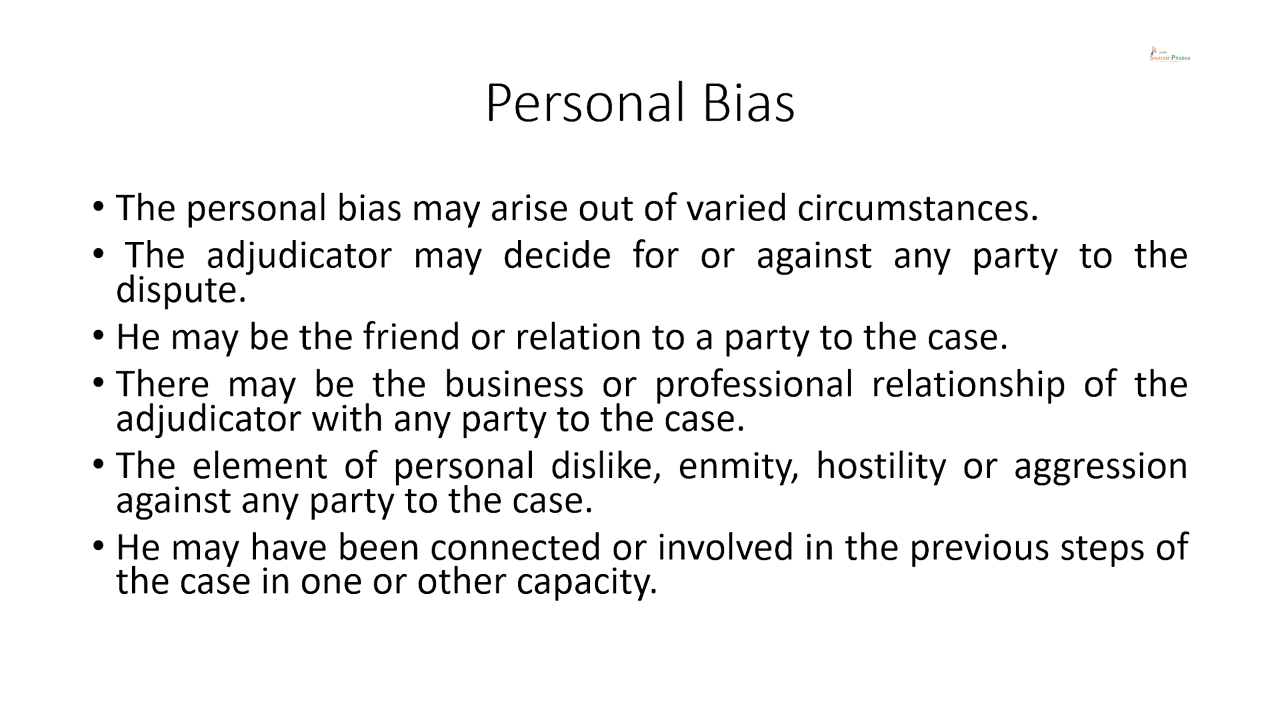 Swayam Prabha
Personal Bias
• The personal bias may arise out of varied circumstances.
• The adjudicator may decide for or against any party to the
dispute.
• He may be the friend or relation to a party to the case.
• There may be the business or professional relationship of the
adjudicator with any party to the case.
• The element of personal dislike, enmity, hostility or aggression
against any party to the case.
• He may have been connected or involved in the previous steps of
the case in one or other capacity.